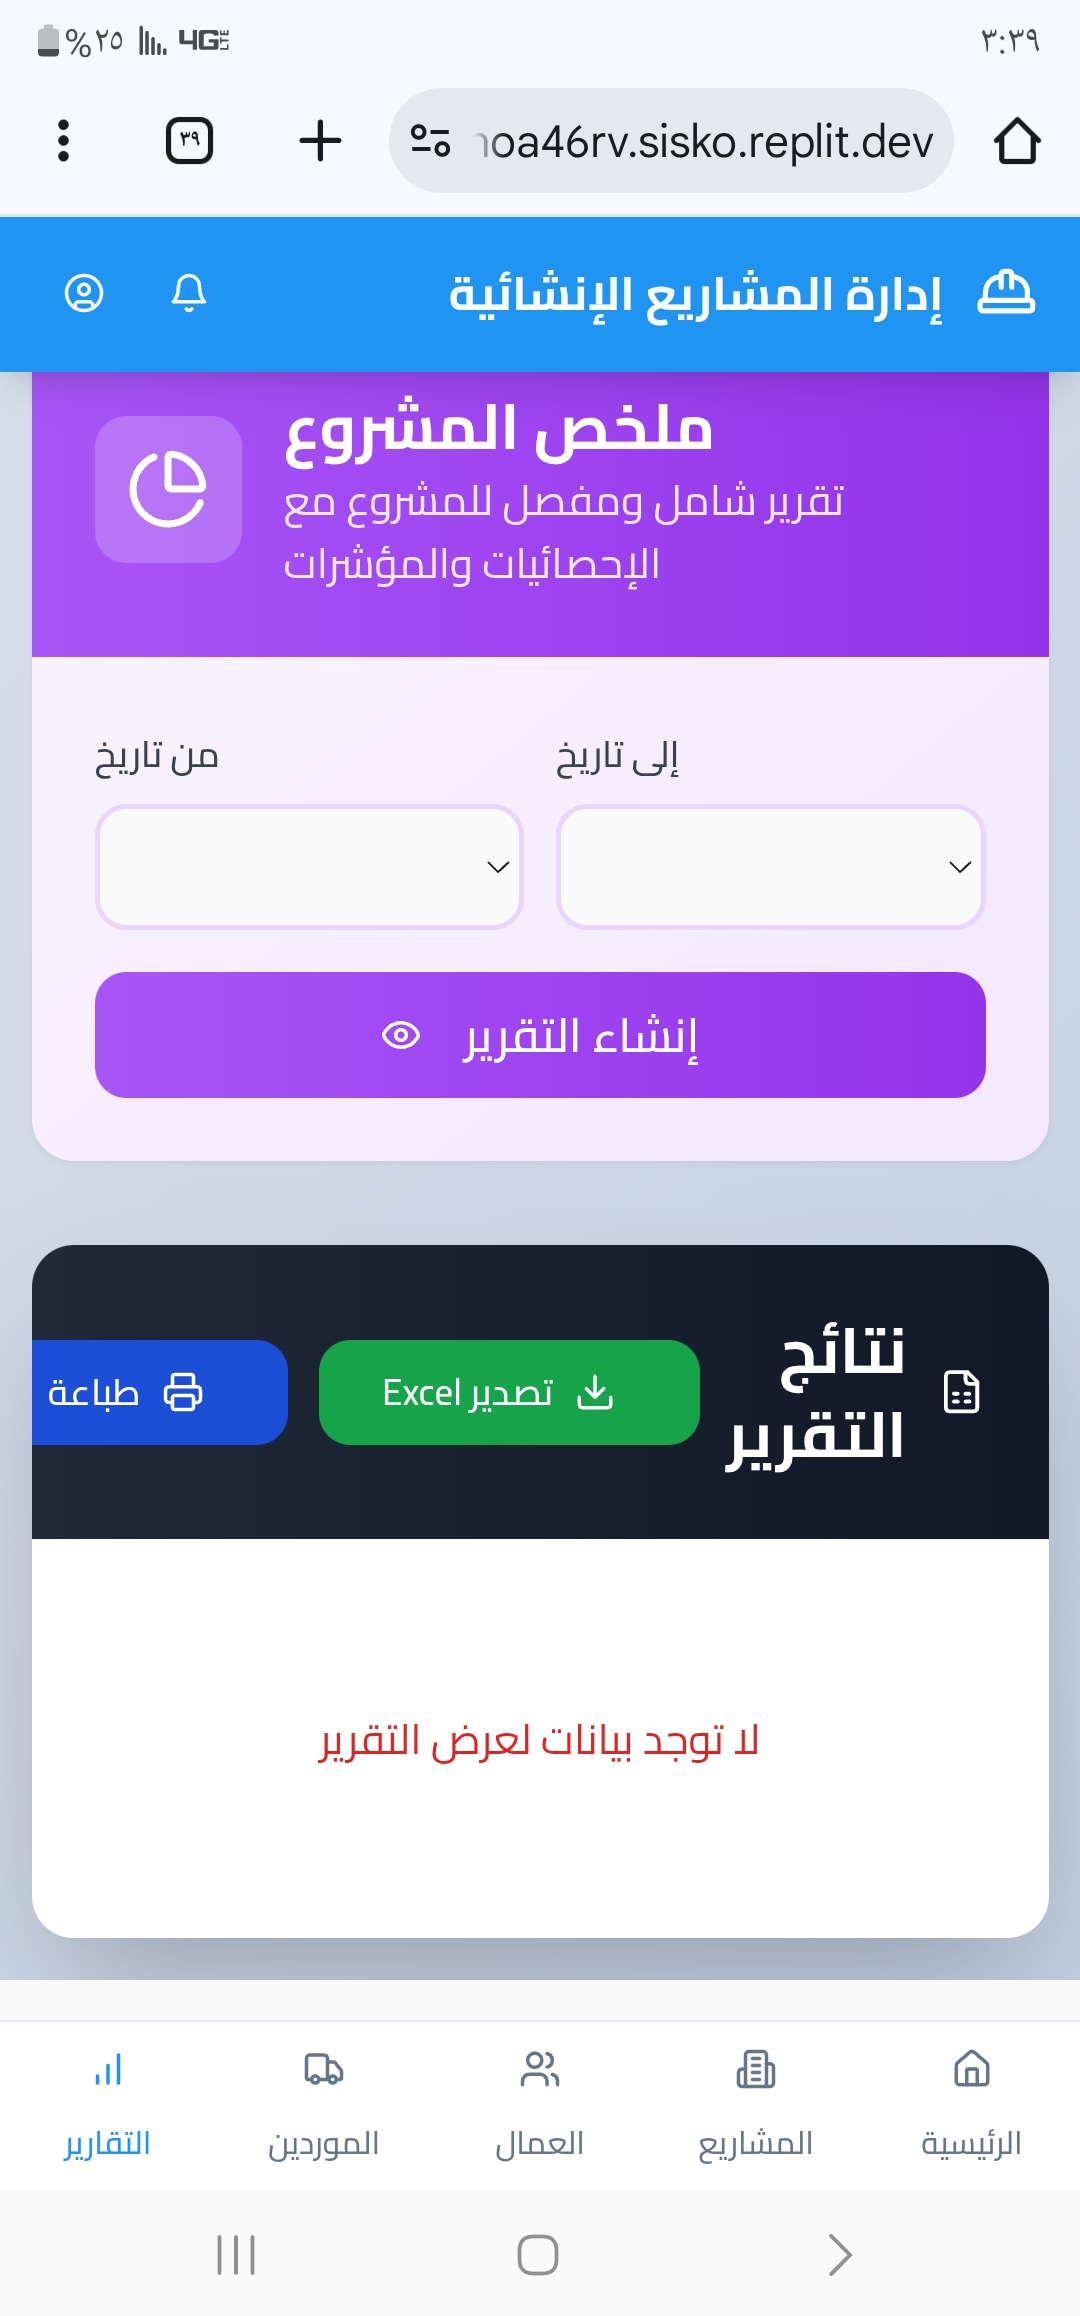 ٣:٣٩
4G LTE
%٢٥
٣٩
oa46rv.sisko.replit.dev
إدارة المشاريع الإنشائية
ملخص المشروع
تقرير شامل ومفصل للمشروع مع
الإحصائيات والمؤشرات
إلى تاريخ
من تاريخ
إنشاء التقرير
نتائج
التقرير
تصدير Excel
طباعة
لا توجد بيانات لعرض التقرير
الرئيسية
المشاريع
العمال
الموردين
التقارير